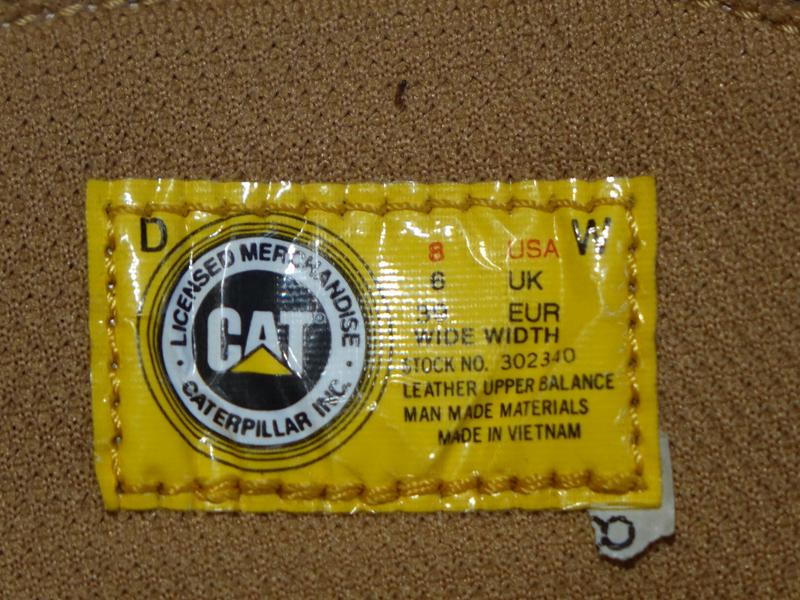 D
W
LICENSED MERCHANDISE
CAT
CATERPILLAR INC.
8 USA
6 UK
EUR
WIDE WIDTH
STOCK NO. 302340
LEATHER UPPER BALANCE
MAN MADE MATERIALS
MADE IN VIETNAM
8